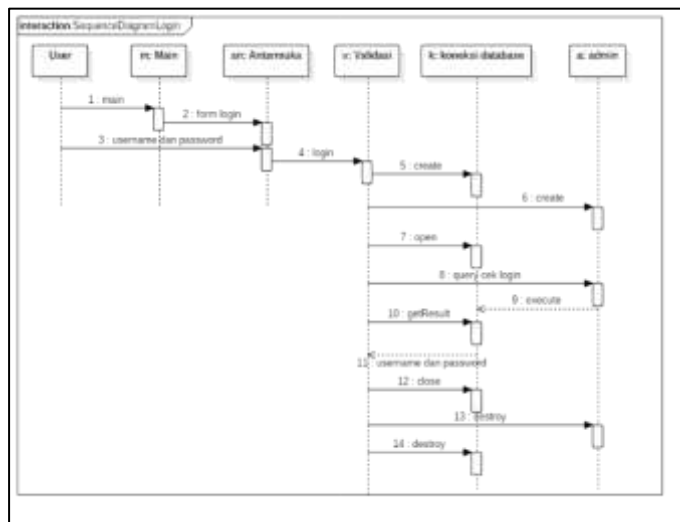 interaction SequenceDiagramLogin
User
m: Main
an: Antarmuka
v: Validasi
k: koneksi database
a: admin
1 : main
2 : form login
3 : username dan password
4 : login
5 : create
6 : create
7 : open
8 : query cek login
9 : execute
10 : getResult
11 : username dan password
12 : close
13 : destroy
14 : destroy